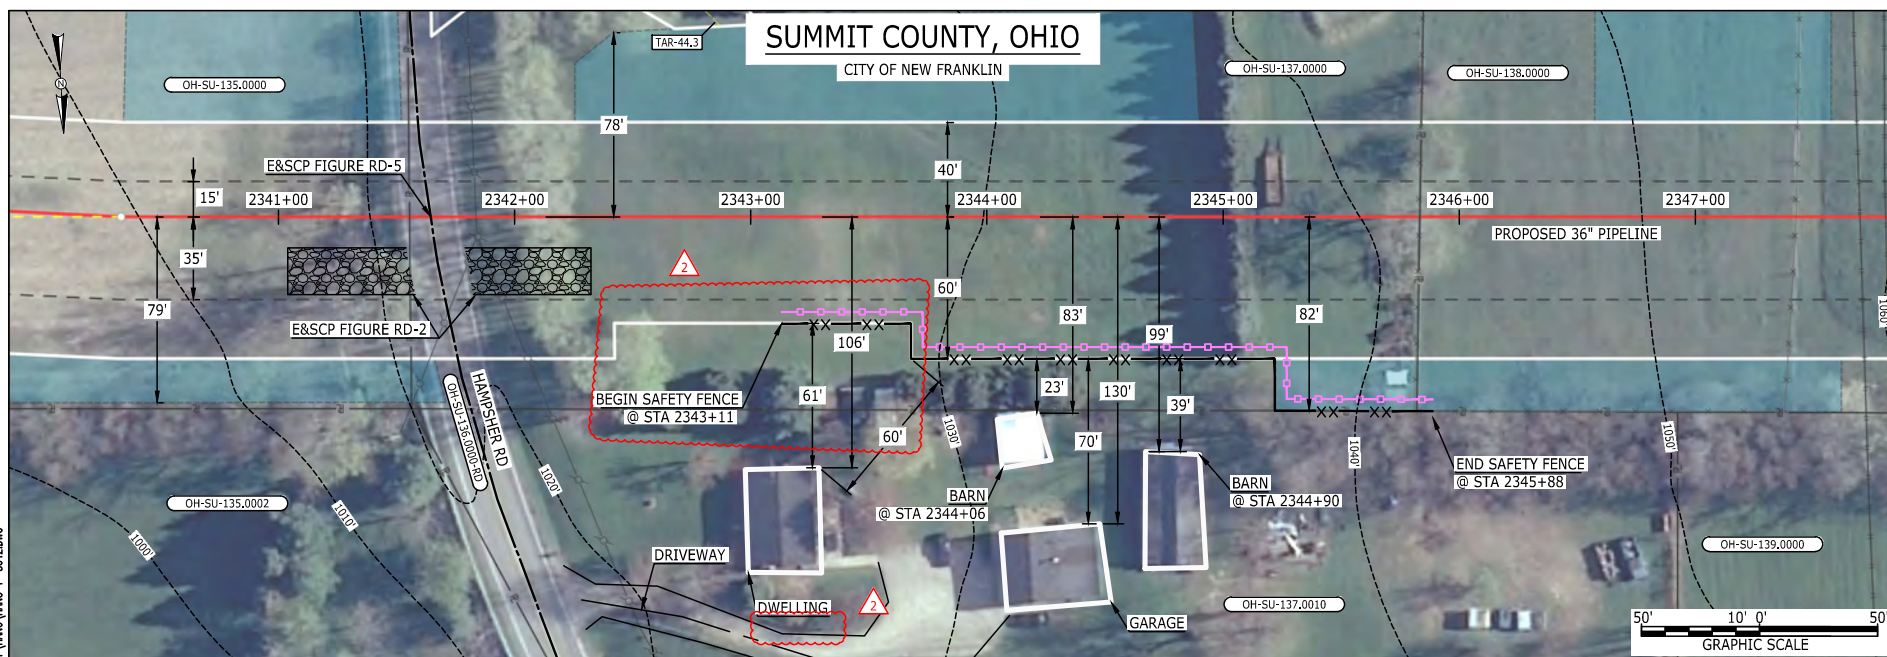 SUMMIT COUNTY, OHIO
CITY OF NEW FRANKLIN
TAR-44.3
OH-SU-135.0000
OH-SU-137.0000
OH-SU-138.0000
N
78'
40'
E&SCP FIGURE RD-5
15'
2341+00
2342+00
2343+00
2344+00
2345+00
2346+00
2347+00
PROPOSED 36" PIPELINE
35'
79'
2
60'
83'
99'
82'
1060'
E&SCP FIGURE RD-2
106'
HAMPSHER RD
OH-SU-136.0000-RD
BEGIN SAFETY FENCE
@ STA 2343+11
61'
23'
130'
39'
60'
70'
1030'
1040'
1050'
1020'
1010'
1000'
END SAFETY FENCE
@ STA 2345+88
BARN
@ STA 2344+06
BARN
@ STA 2344+90
OH-SU-135.0002
OH-SU-139.0000
DRIVEWAY
DWELLING
2
GARAGE
OH-SU-137.0010
50' 10' 0' 50'
GRAPHIC SCALE